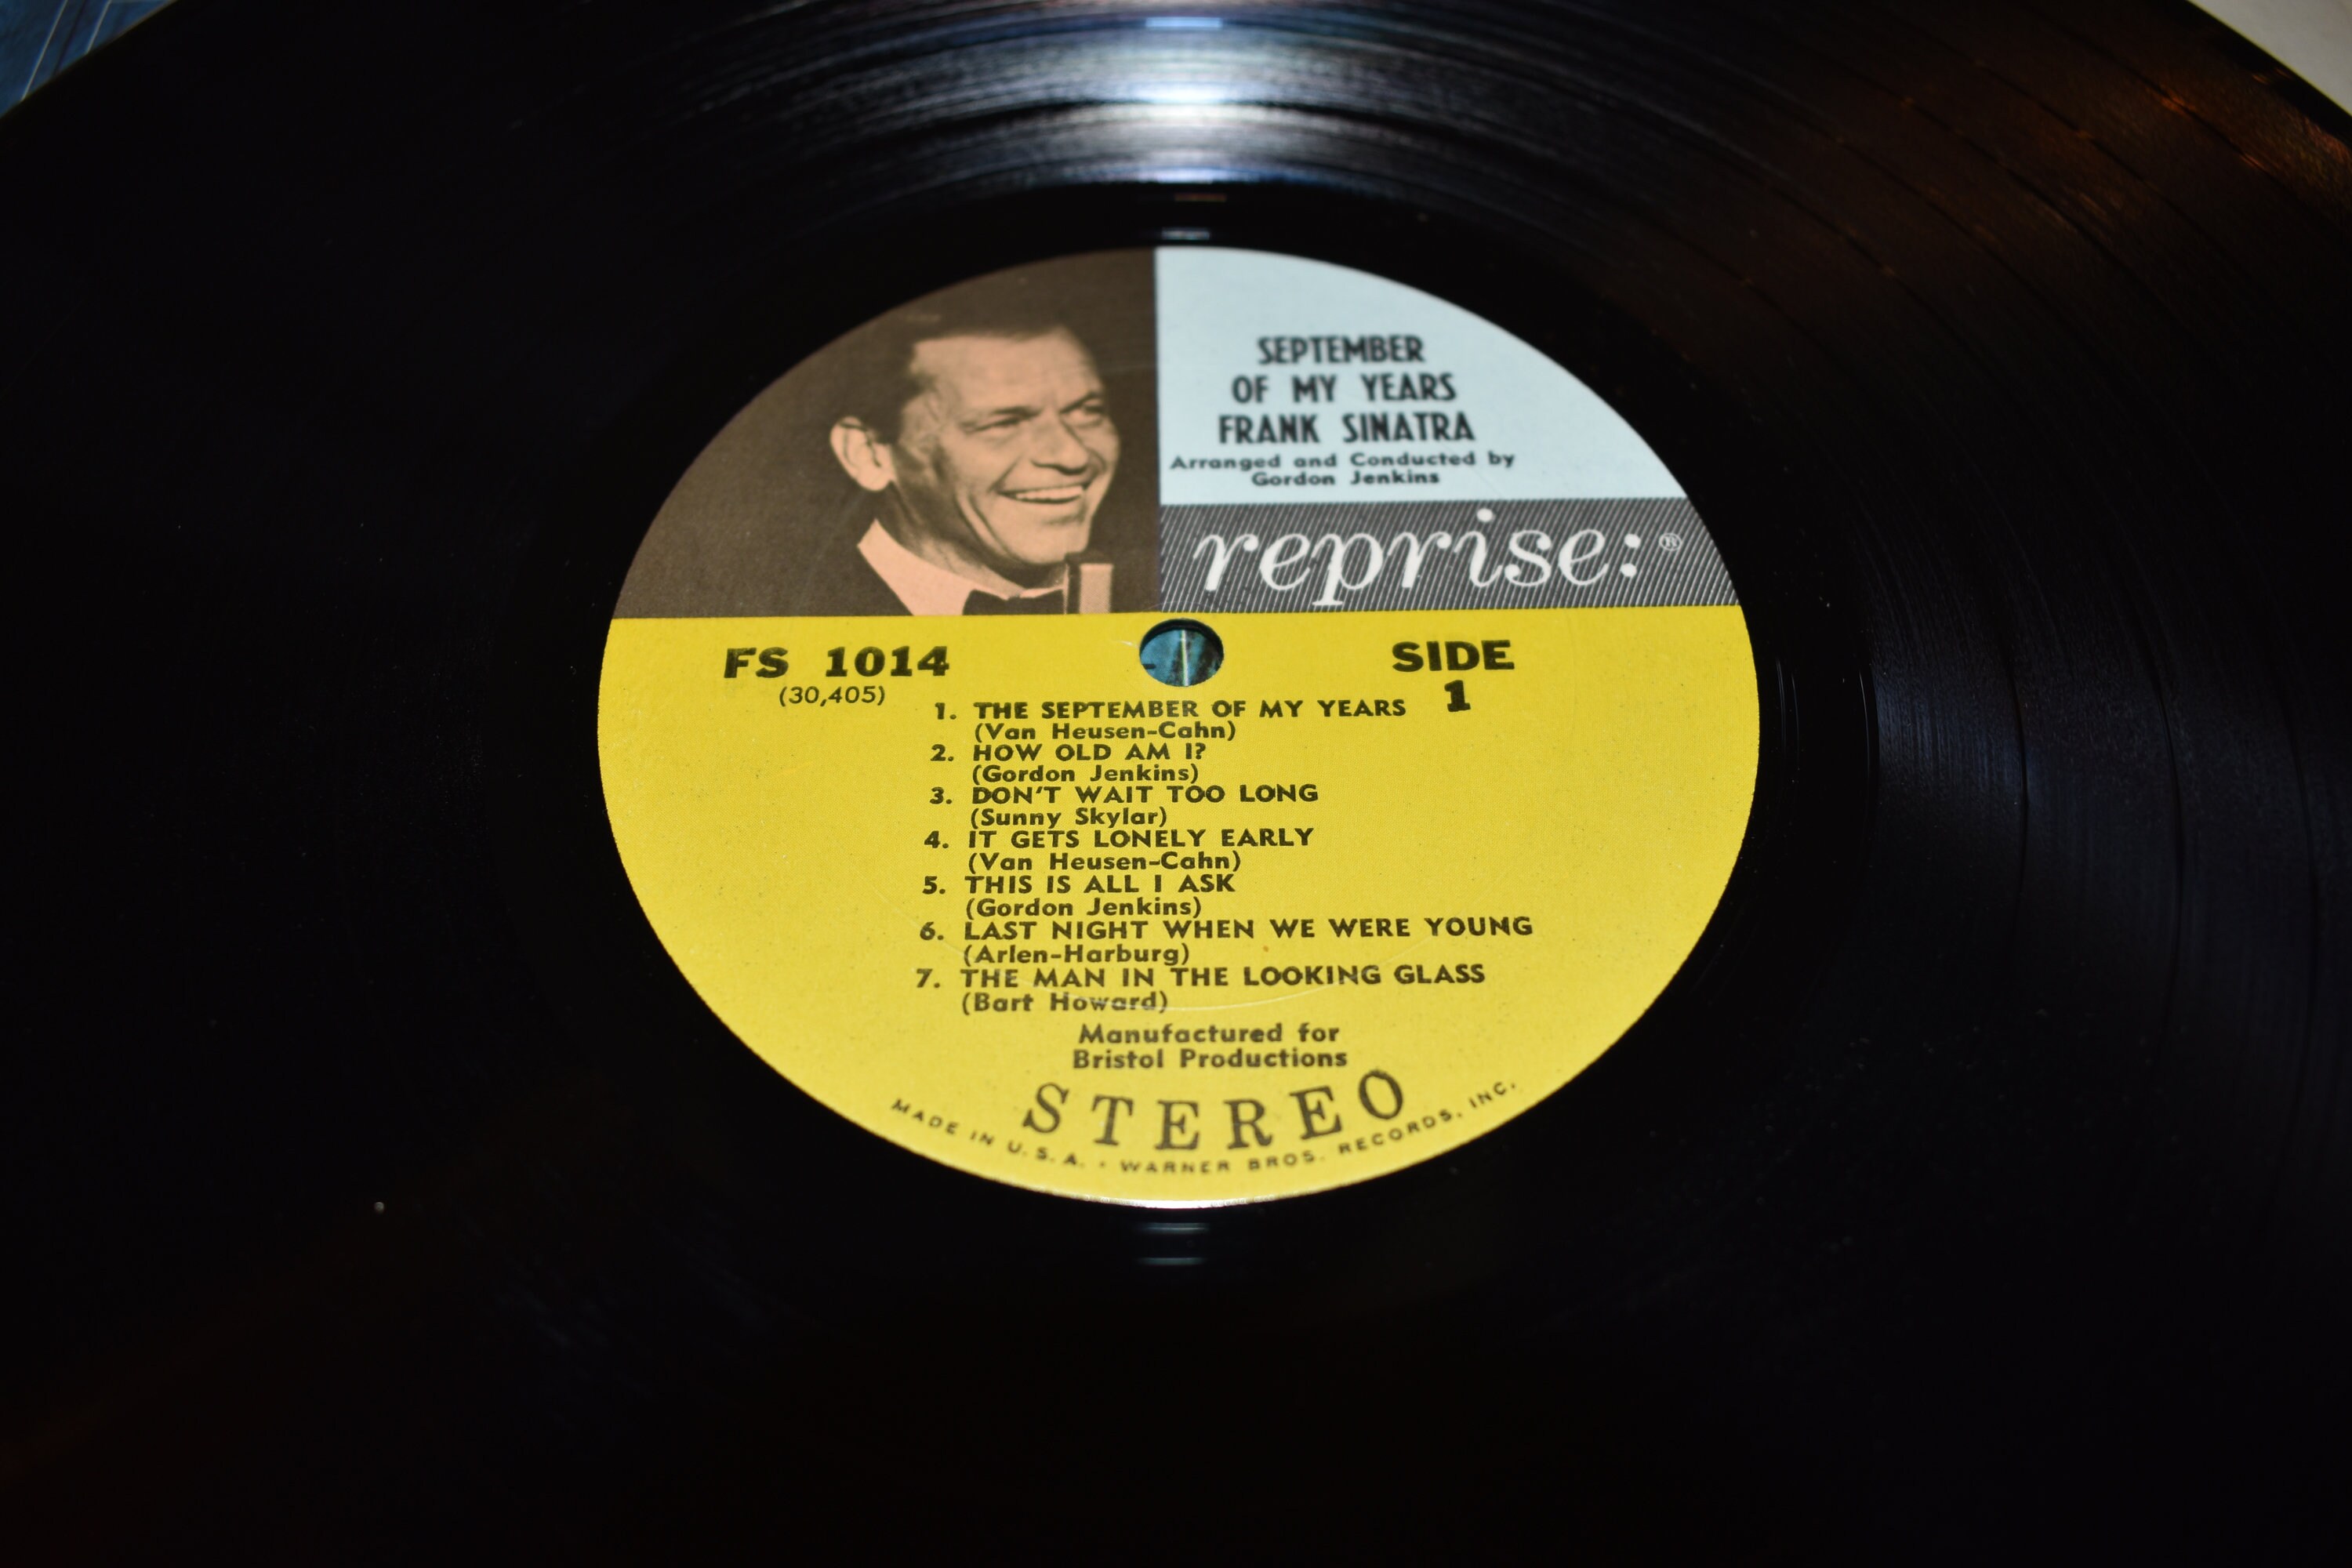 SEPTEMBER
OF MY YEARS
FRANK SINATRA
Arranged and Conducted by
Gordon Jenkins
reprise:®
FS 1014
(30,405)
SIDE
1
1. THE SEPTEMBER OF MY YEARS
(Van Heusen-Cahn)
2. HOW OLD AM I?
(Gordon Jenkins)
3. DON'T WAIT TOO LONG
(Sunny Skylar)
4. IT GETS LONELY EARLY
(Van Heusen-Cahn)
5. THIS IS ALL I ASK
(Gordon Jenkins)
6. LAST NIGHT WHEN WE WERE YOUNG
(Arlen-Harburg)
7. THE MAN IN THE LOOKING GLASS
(Bart Howard)
Manufactured for
Bristol Productions
STEREO
MADE IN U.S.A. • WARNER BROS. RECORDS, INC.